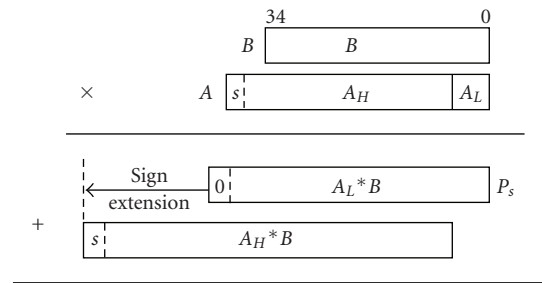 34 0
B B
× A s A_H A_L
0 A_L*B P_s
Sign
extension
+
s A_H*B